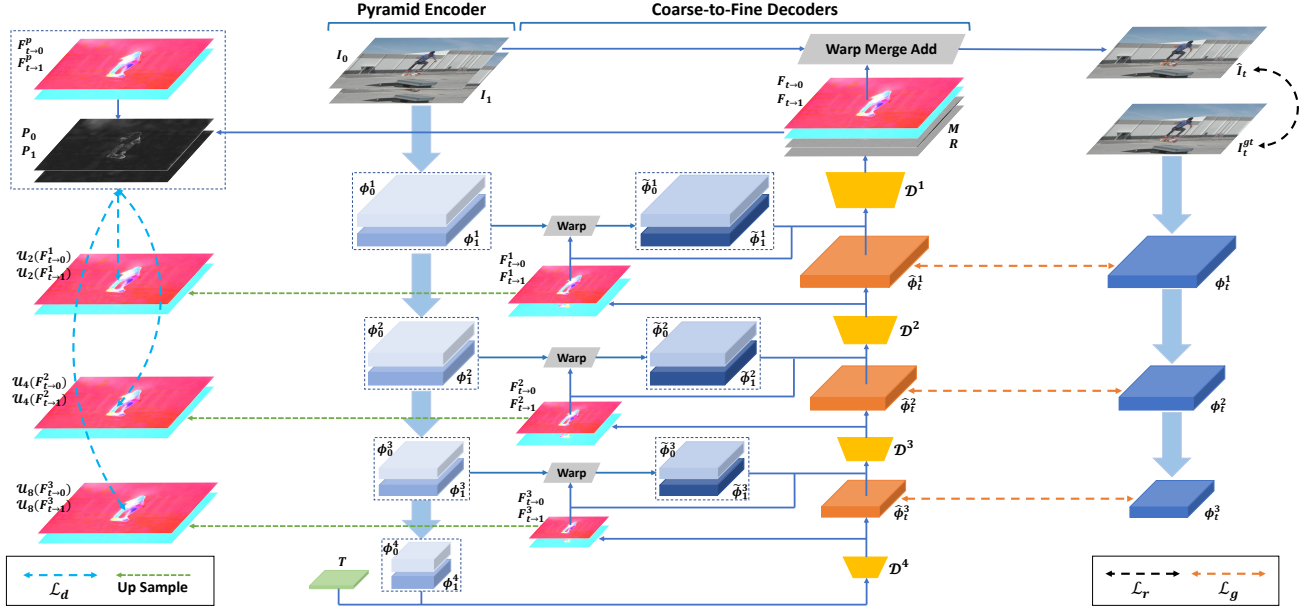 Pyramid Encoder
Coarse-to-Fine Decoders
F^p_{t→0}
F^p_{t→1}
P_0
P_1
I_0
I_1
Warp Merge Add
F_{t→0}
F_{t→1}
M
R
Î_t
I_t^{gt}
ϕ_0^1
ϕ_1^1
Warp
ϕ̃_0^1
ϕ̃_1^1
𝒟^1
𝒰_2(F^1_{t→0})
𝒰_2(F^1_{t→1})
F^1_{t→0}
F^1_{t→1}
ϕ̂_t^1
ϕ_t^1
ϕ_0^2
ϕ_1^2
Warp
ϕ̃_0^2
ϕ̃_1^2
𝒟^2
𝒰_4(F^2_{t→0})
𝒰_4(F^2_{t→1})
F^2_{t→0}
F^2_{t→1}
ϕ̂_t^2
ϕ_t^2
ϕ_0^3
ϕ_1^3
Warp
ϕ̃_0^3
ϕ̃_1^3
𝒟^3
𝒰_8(F^3_{t→0})
𝒰_8(F^3_{t→1})
F^3_{t→0}
F^3_{t→1}
ϕ̂_t^3
ϕ_t^3
ϕ_0^4
ϕ_1^4
T
𝒟^4
ℒ_d
Up Sample
ℒ_r
ℒ_g